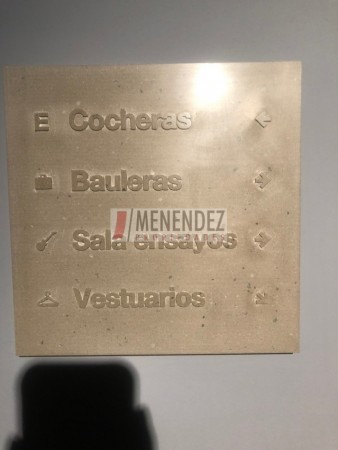 E Cocheras
Bauleras
MENENDEZ
Sala ensayos
Vestuarios